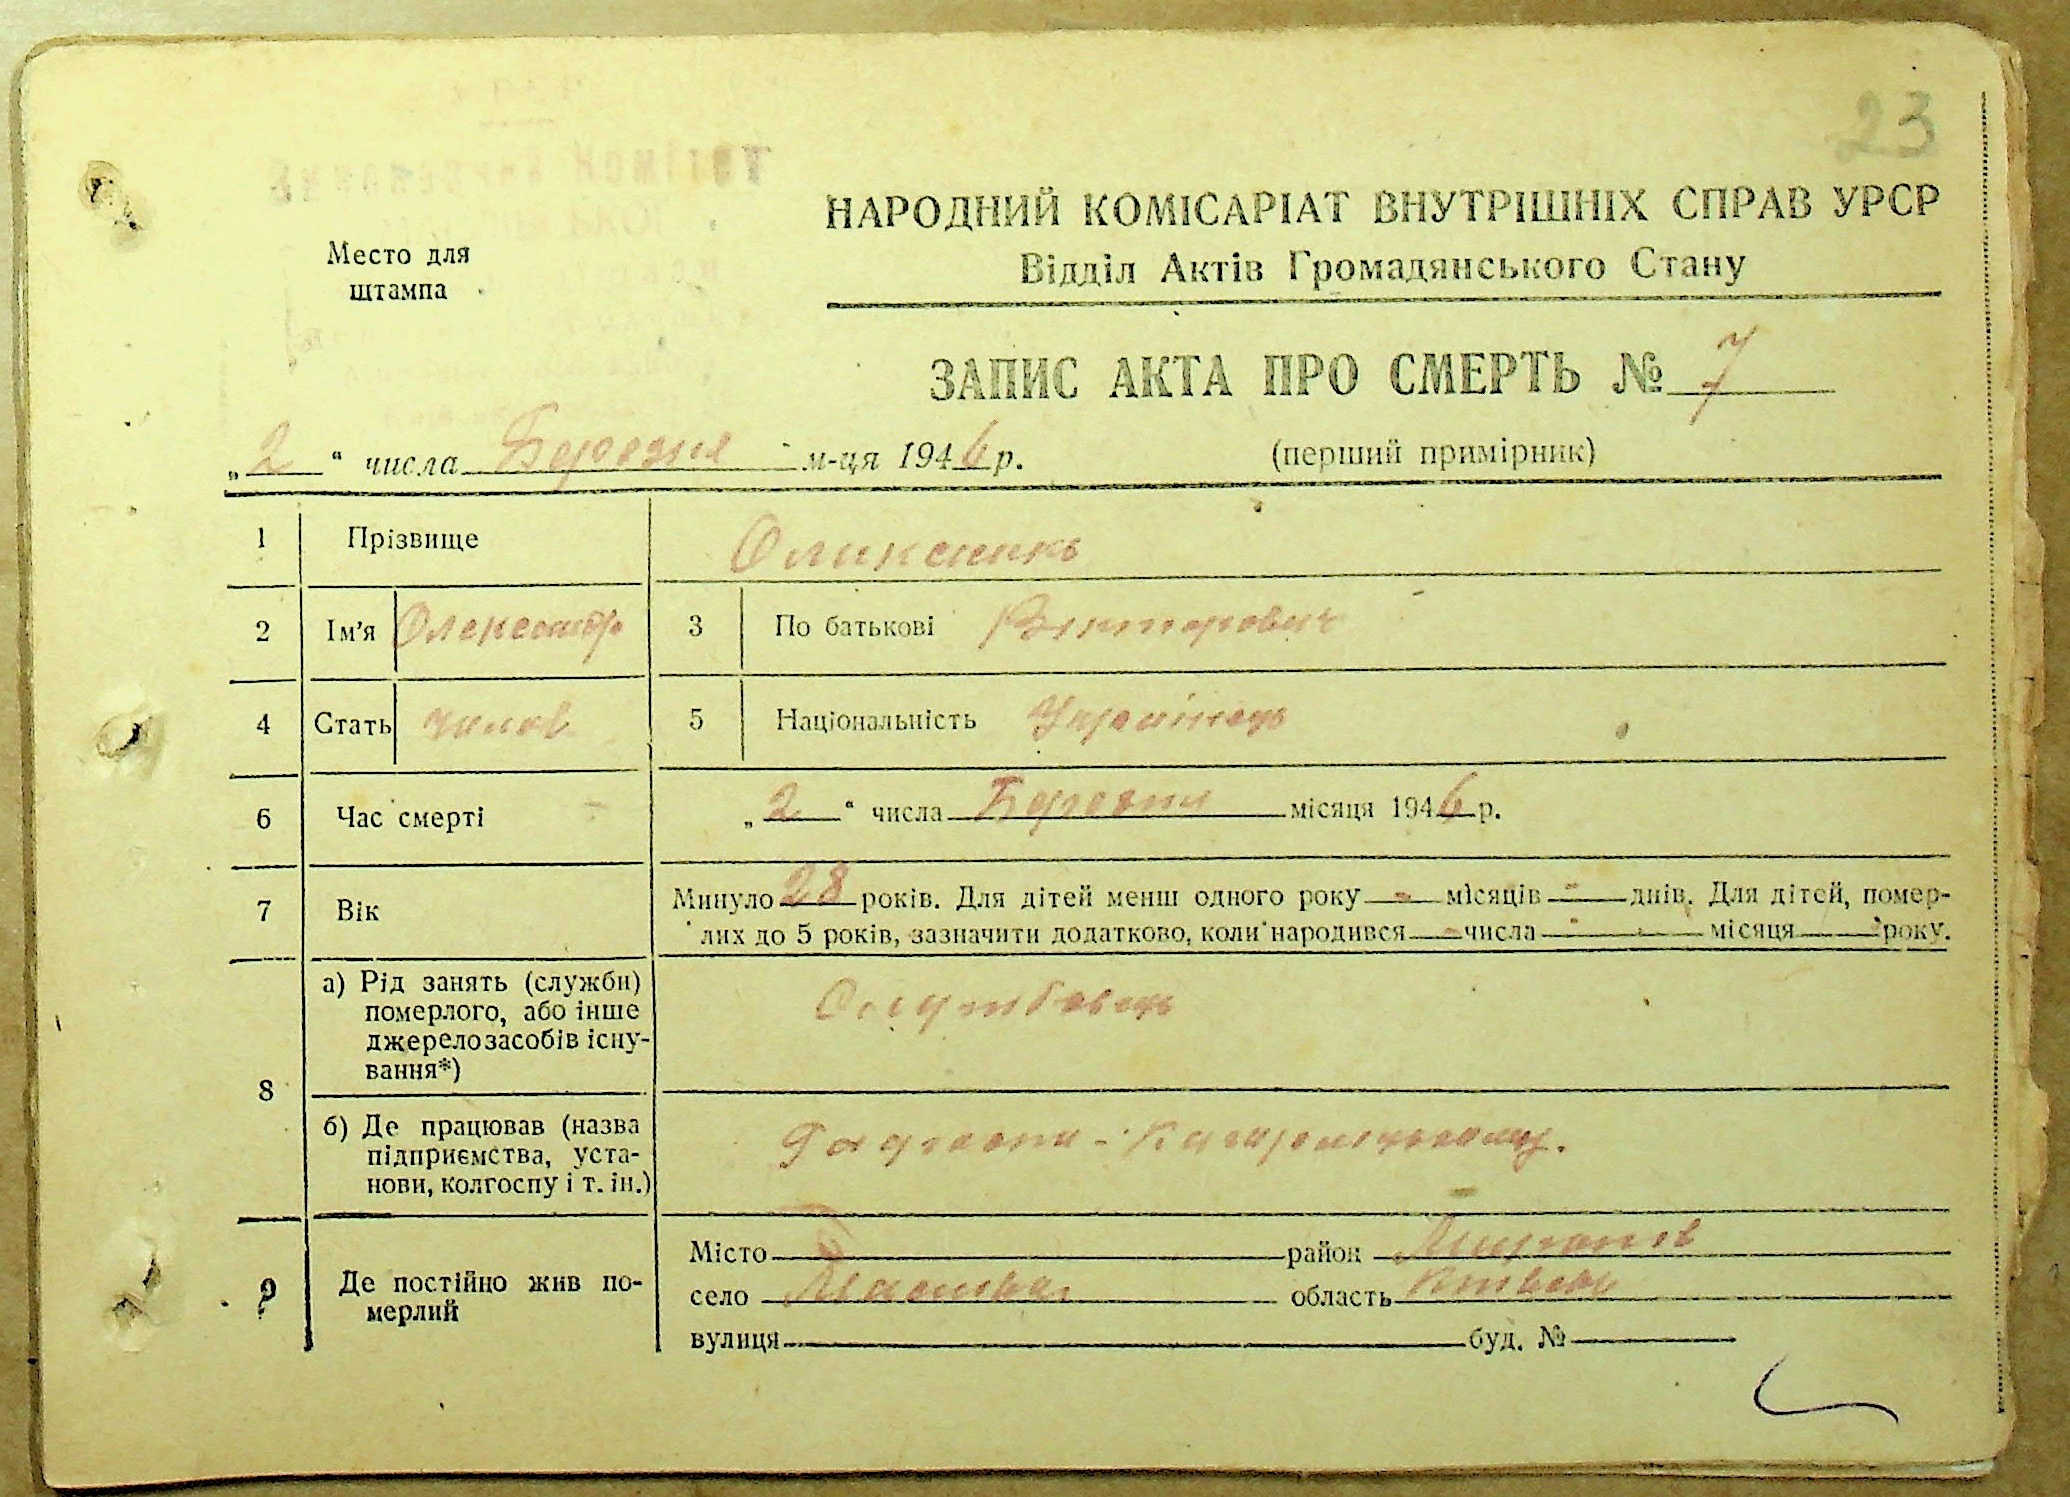 23
НАРОДНИЙ КОМІСАРІАТ ВНУТРІШНІХ СПРАВ УРСР
Место для штампа
Відділ Актів Громадянського Стану
ЗАПИС АКТА ПРО СМЕРТЬ № 7
„2“ числа Березня м-ця 1946 р. (перший примірник)
1 Прізвище
2 Ім'я Олександр 3 По батькові Вікторович
4 Стать чолов 5 Національність Українець
6 Час смерті „2“ числа Березня місяця 1946 р.
7 Вік Минуло 28 років. Для дітей менш одного року - місяців - днів. Для дітей, помер-
лих до 5 років, зазначити додатково, коли народився - числа - місяця - року.
8 а) Рід занять (служби)
померлого, або інше
джерело засобів існу-
вання*)
Службовець
б) Де працював (назва
підприємства, уста-
нови, колгоспу і т. ін.)
9 Де постійно жив по-
мерлий
Місто район
село область
вулиця буд. №